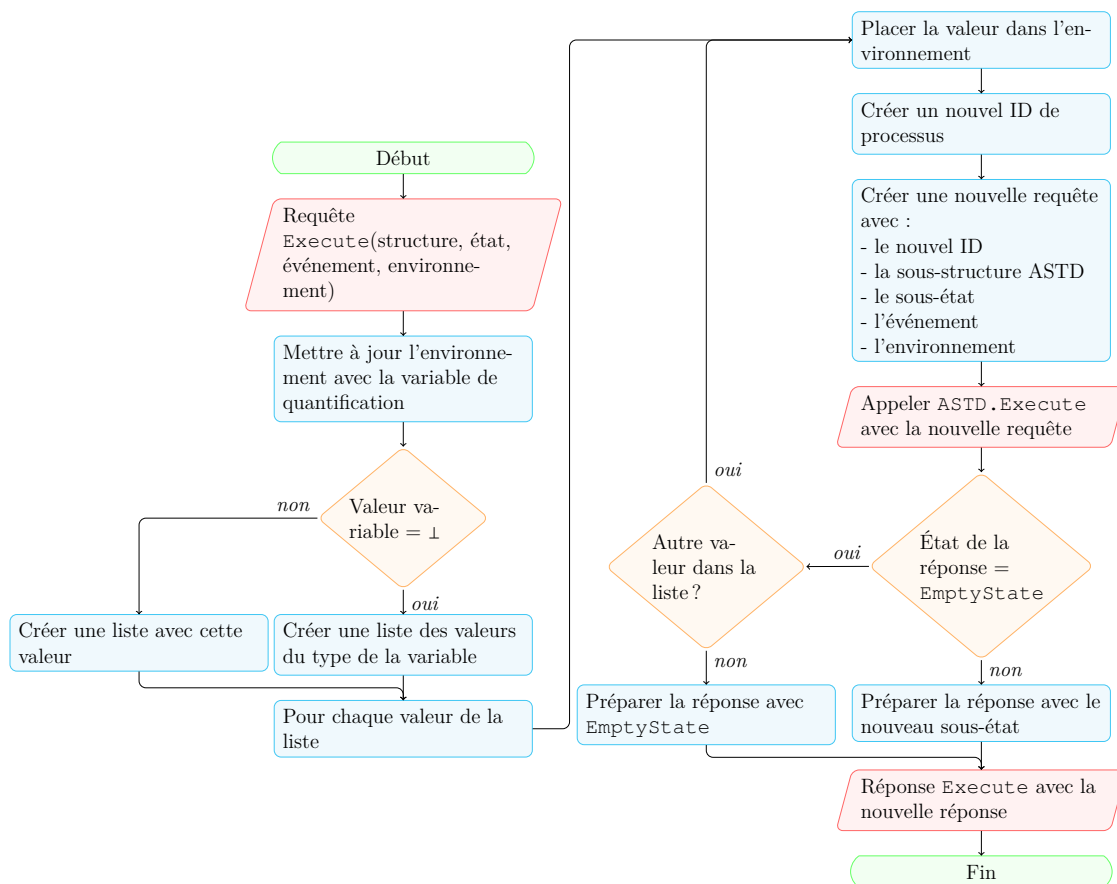 Début
Requête
Execute(structure, état,
événement, environne-
ment)
Mettre à jour l'environne-
ment avec la variable de
quantification
Valeur va-
riable = ⊥
non
oui
Créer une liste avec cette
valeur
Créer une liste des valeurs
du type de la variable
Pour chaque valeur de la
liste
Placer la valeur dans l'en-
vironnement
Créer un nouvel ID de
processus
Créer une nouvelle requête
avec :
- le nouvel ID
- la sous-structure ASTD
- le sous-état
- l'événement
- l'environnement
Appeler ASTD.Execute
avec la nouvelle requête
État de la
réponse =
EmptyState
oui
non
Autre va-
leur dans la
liste ?
oui
non
Préparer la réponse avec
EmptyState
Préparer la réponse avec le
nouveau sous-état
Réponse Execute avec la
nouvelle réponse
Fin